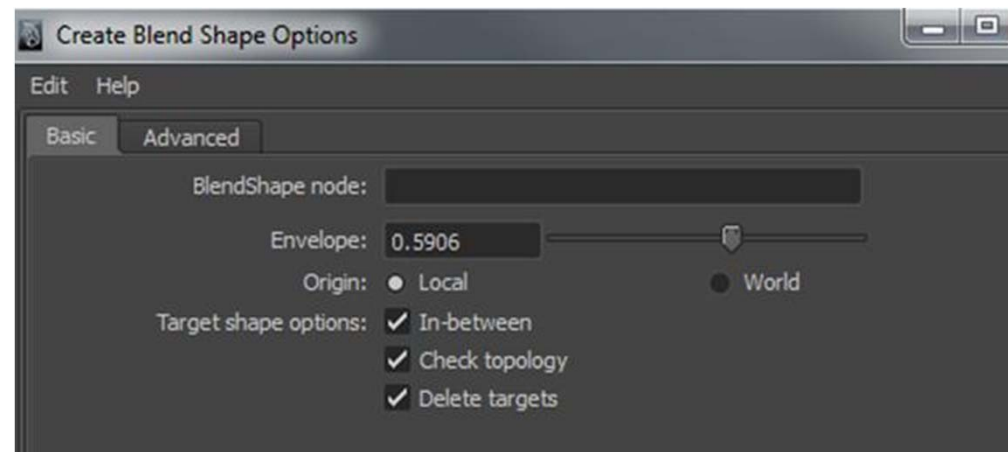 Create Blend Shape Options
Edit Help
Basic Advanced
BlendShape node:
Envelope: 0.5906
Origin: Local World
Target shape options: In-between
Check topology
Delete targets